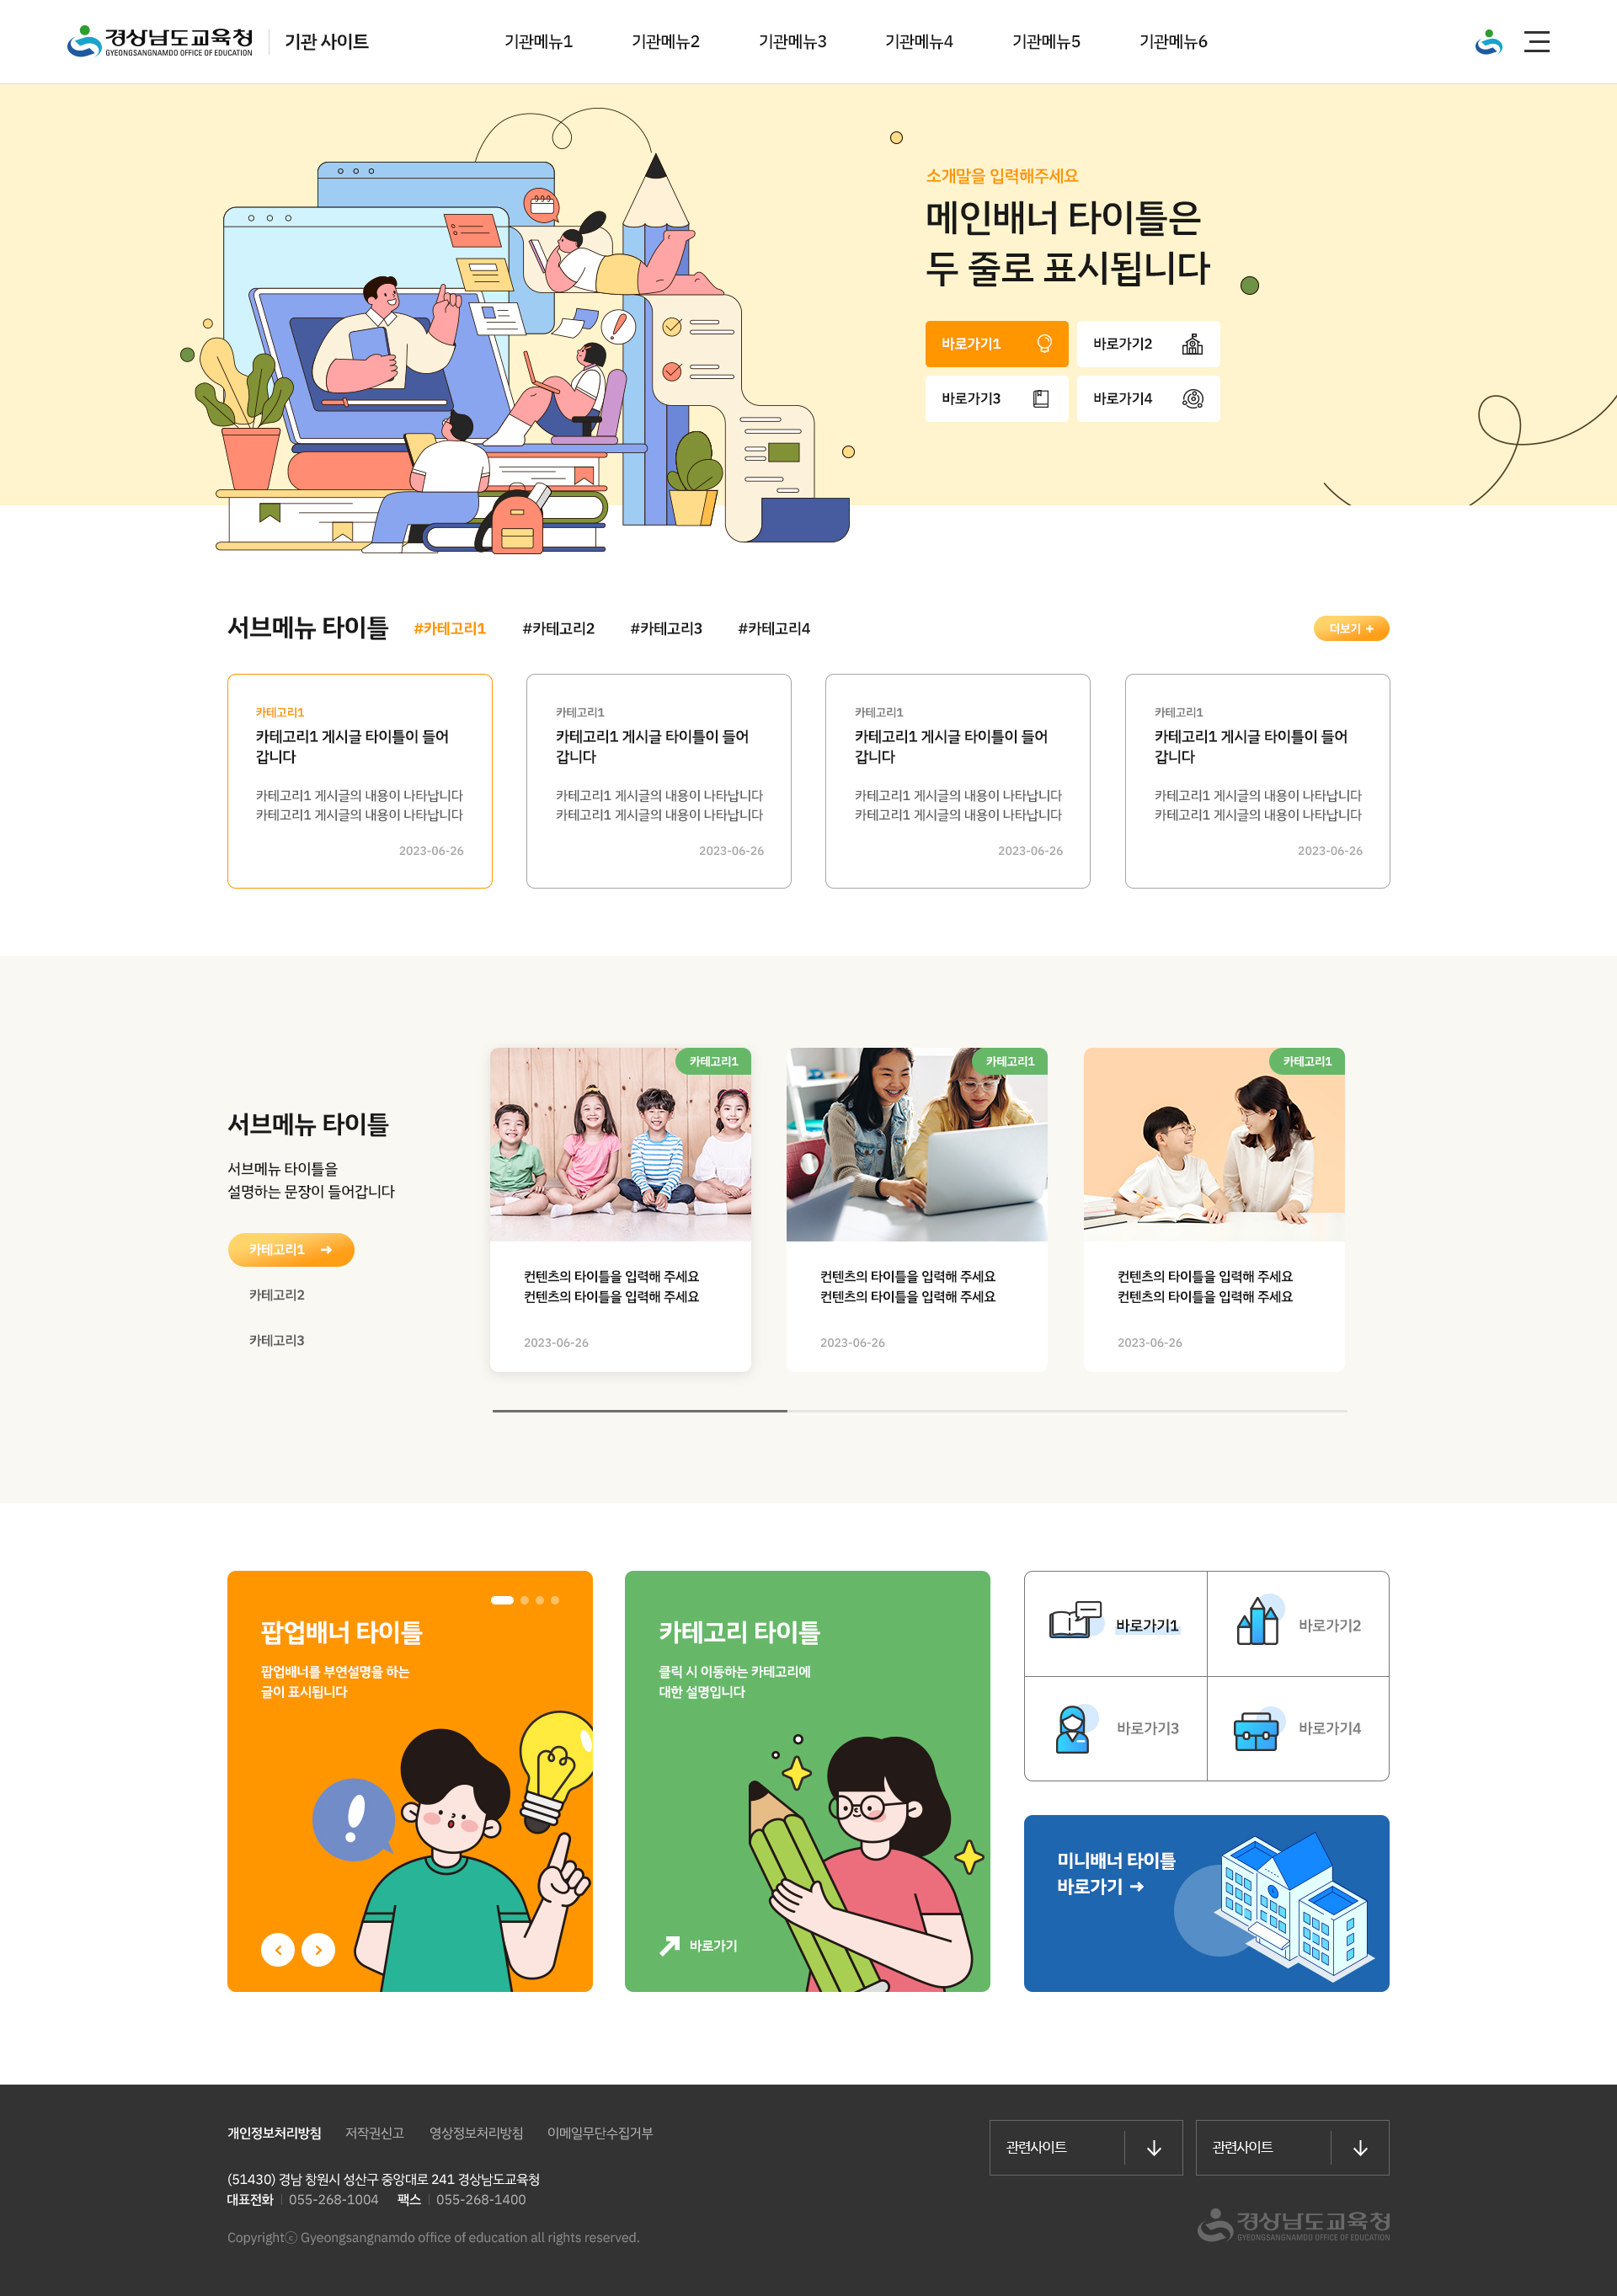 경상남도교육청
GYEONGSANGNAMDO OFFICE OF EDUCATION
기관 사이트
기관메뉴1
기관메뉴2
기관메뉴3
기관메뉴4
기관메뉴5
기관메뉴6
소개말을 입력해주세요
메인배너 타이틀은
두 줄로 표시됩니다
바로가기1
바로가기2
바로가기3
바로가기4
서브메뉴 타이틀
#카테고리1
#카테고리2
#카테고리3
#카테고리4
더보기 +
카테고리1
카테고리1 게시글 타이틀이 들어
갑니다
카테고리1 게시글의 내용이 나타납니다
카테고리1 게시글의 내용이 나타납니다
2023-06-26
카테고리1
카테고리1 게시글 타이틀이 들어
갑니다
카테고리1 게시글의 내용이 나타납니다
카테고리1 게시글의 내용이 나타납니다
2023-06-26
카테고리1
카테고리1 게시글 타이틀이 들어
갑니다
카테고리1 게시글의 내용이 나타납니다
카테고리1 게시글의 내용이 나타납니다
2023-06-26
카테고리1
카테고리1 게시글 타이틀이 들어
갑니다
카테고리1 게시글의 내용이 나타납니다
카테고리1 게시글의 내용이 나타납니다
2023-06-26
서브메뉴 타이틀
서브메뉴 타이틀을
설명하는 문장이 들어갑니다
카테고리1
카테고리2
카테고리3
카테고리1
컨텐츠의 타이틀을 입력해 주세요
컨텐츠의 타이틀을 입력해 주세요
2023-06-26
카테고리1
컨텐츠의 타이틀을 입력해 주세요
컨텐츠의 타이틀을 입력해 주세요
2023-06-26
카테고리1
컨텐츠의 타이틀을 입력해 주세요
컨텐츠의 타이틀을 입력해 주세요
2023-06-26
팝업배너 타이틀
팝업배너를 부연설명을 하는
글이 표시됩니다
카테고리 타이틀
클릭 시 이동하는 카테고리에
대한 설명입니다
바로가기
바로가기1
바로가기2
바로가기3
바로가기4
미니배너 타이틀
바로가기
개인정보처리방침
저작권신고
영상정보처리방침
이메일무단수집거부
(51430) 경남 창원시 성산구 중앙대로 241 경상남도교육청
대표전화 | 055-268-1004 팩스 | 055-268-1400
Copyrightⓒ Gyeongsangnamdo office of education all rights reserved.
관련사이트
관련사이트
경상남도교육청
GYEONGSANGNAMDO OFFICE OF EDUCATION